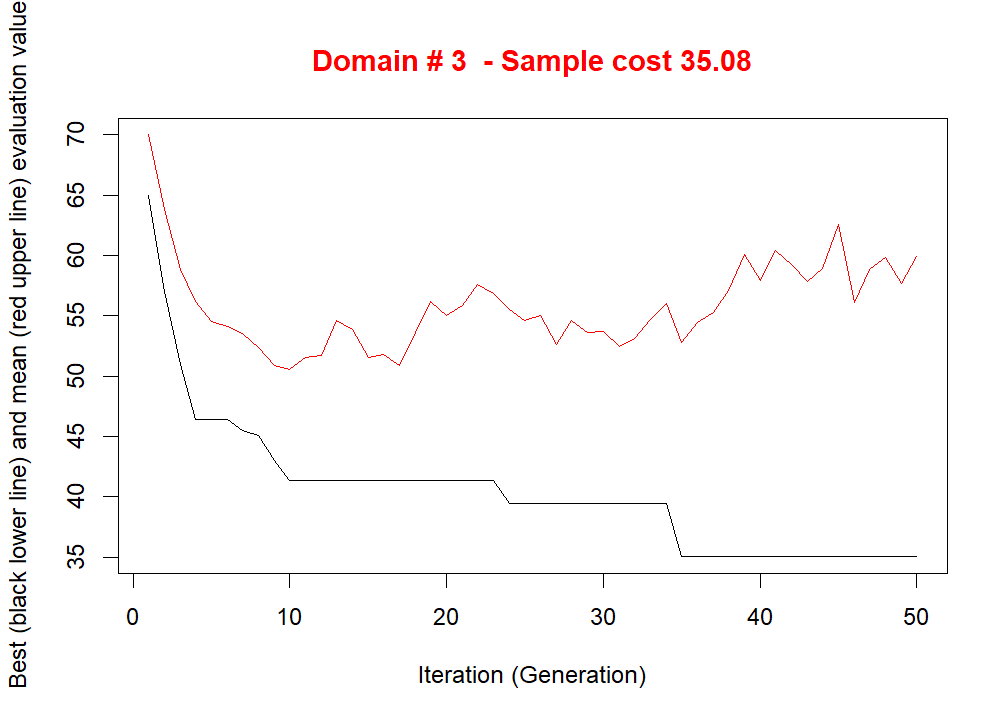 Domain # 3  - Sample cost 35.08
Best (black lower line) and mean (red upper line) evaluation value
70
65
60
55
50
45
40
35
0 10 20 30 40 50
Iteration (Generation)